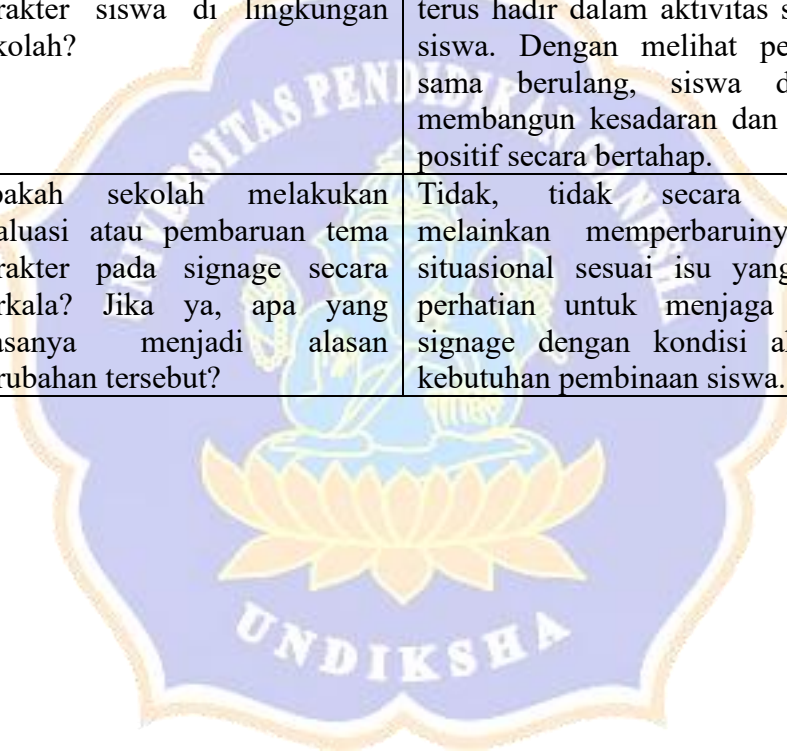 rakter siswa di lingkungan
kolah?
terus hadir dalam aktivitas s
siswa. Dengan melihat pe
sama berulang, siswa d
membangun kesadaran dan
positif secara bertahap.
pakah sekolah melakukan
aluasi atau pembaruan tema
rakter pada signage secara
rkala? Jika ya, apa yang
asanya menjadi alasan
rubahan tersebut?
Tidak, tidak secara
melainkan memperbaruiny
situasional sesuai isu yang
perhatian untuk menjaga
signage dengan kondisi a
kebutuhan pembinaan siswa.
UNIVERSITAS PENDIDIKAN GANESH
UNDIKSHA